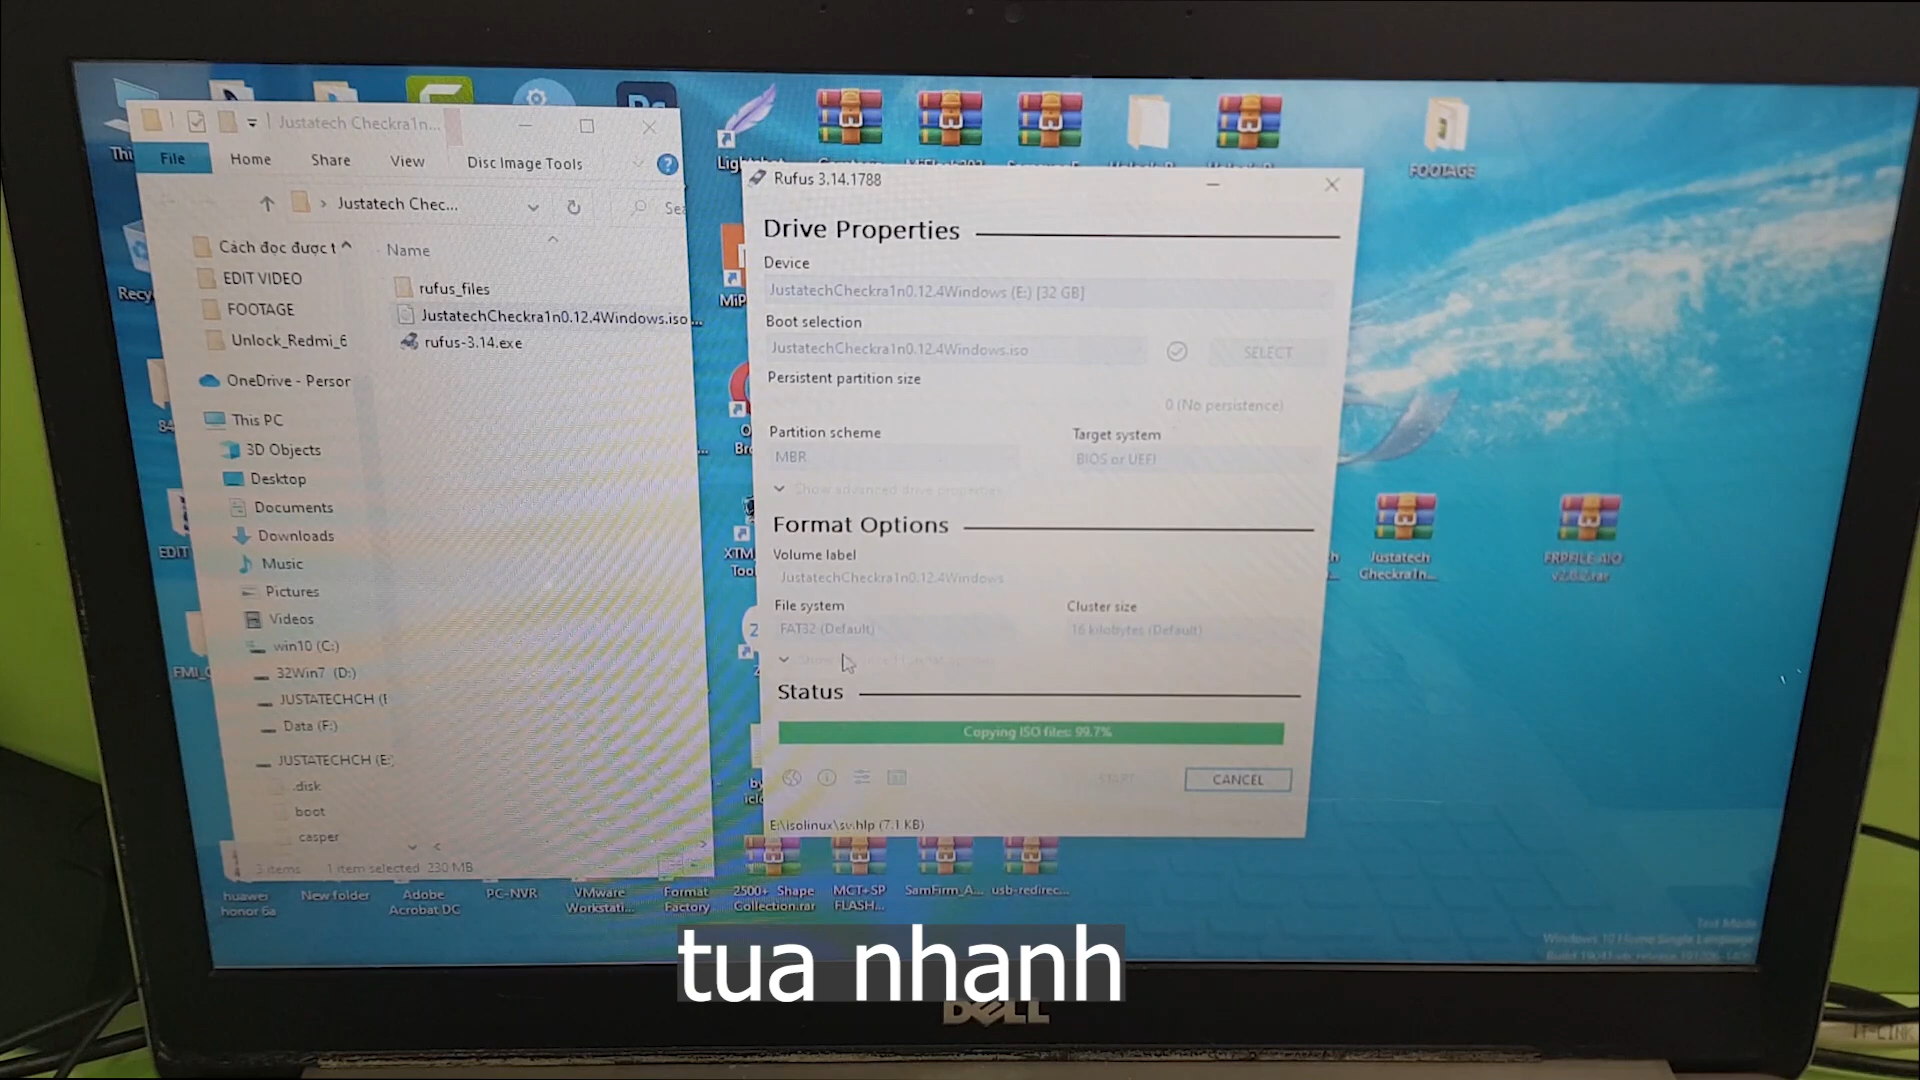 Justatech Checkra1n...
File
Home
Share
View
Disc Image Tools
Justatech Chec...
Cách đọc được t
EDIT VIDEO
FOOTAGE
Unlock_Redmi_6
OneDrive - Persor
This PC
3D Objects
Desktop
Documents
Downloads
Music
Pictures
Videos
win10 (C:)
32Win7 (D:)
JUSTATECHCH (E
Data (F:)
JUSTATECHCH (E:
.disk
boot
casper
Name
rufus_files
JustatechCheckra1n0.12.4Windows.iso
rufus-3.14.exe
3 items
1 item selected 230 MB
Rufus 3.14.1788
Drive Properties
Device
JustatechCheckra1n0.12.4Windows (E:) [32 GB]
Boot selection
JustatechCheckra1n0.12.4Windows.iso
SELECT
Persistent partition size
0 (No persistence)
Partition scheme
Target system
MBR
BIOS or UEFI
Show advanced drive properties
Format Options
Volume label
JustatechCheckra1n0.12.4Windows
File system
Cluster size
FAT32 (Default)
16 kilobytes (Default)
Status
Copying ISO files: 99.7%
START
CANCEL
E:\isolinux\sv.hlp (7.1 KB)
FOOTAGE
Justatech
Checkra1n...
FRPFILE AIO
v2.8.2.rar
huawei
honor 6a
New folder
Adobe
Acrobat DC
PC-NVR
VMware
Workstati...
Format
Factory
2500+ Shape
Collection.rar
MCT+SP
FLASH...
SamFirm_A...
usb-redirec...
Test Mode
Windows 10 Home Single Language
tua nhanh
DELL